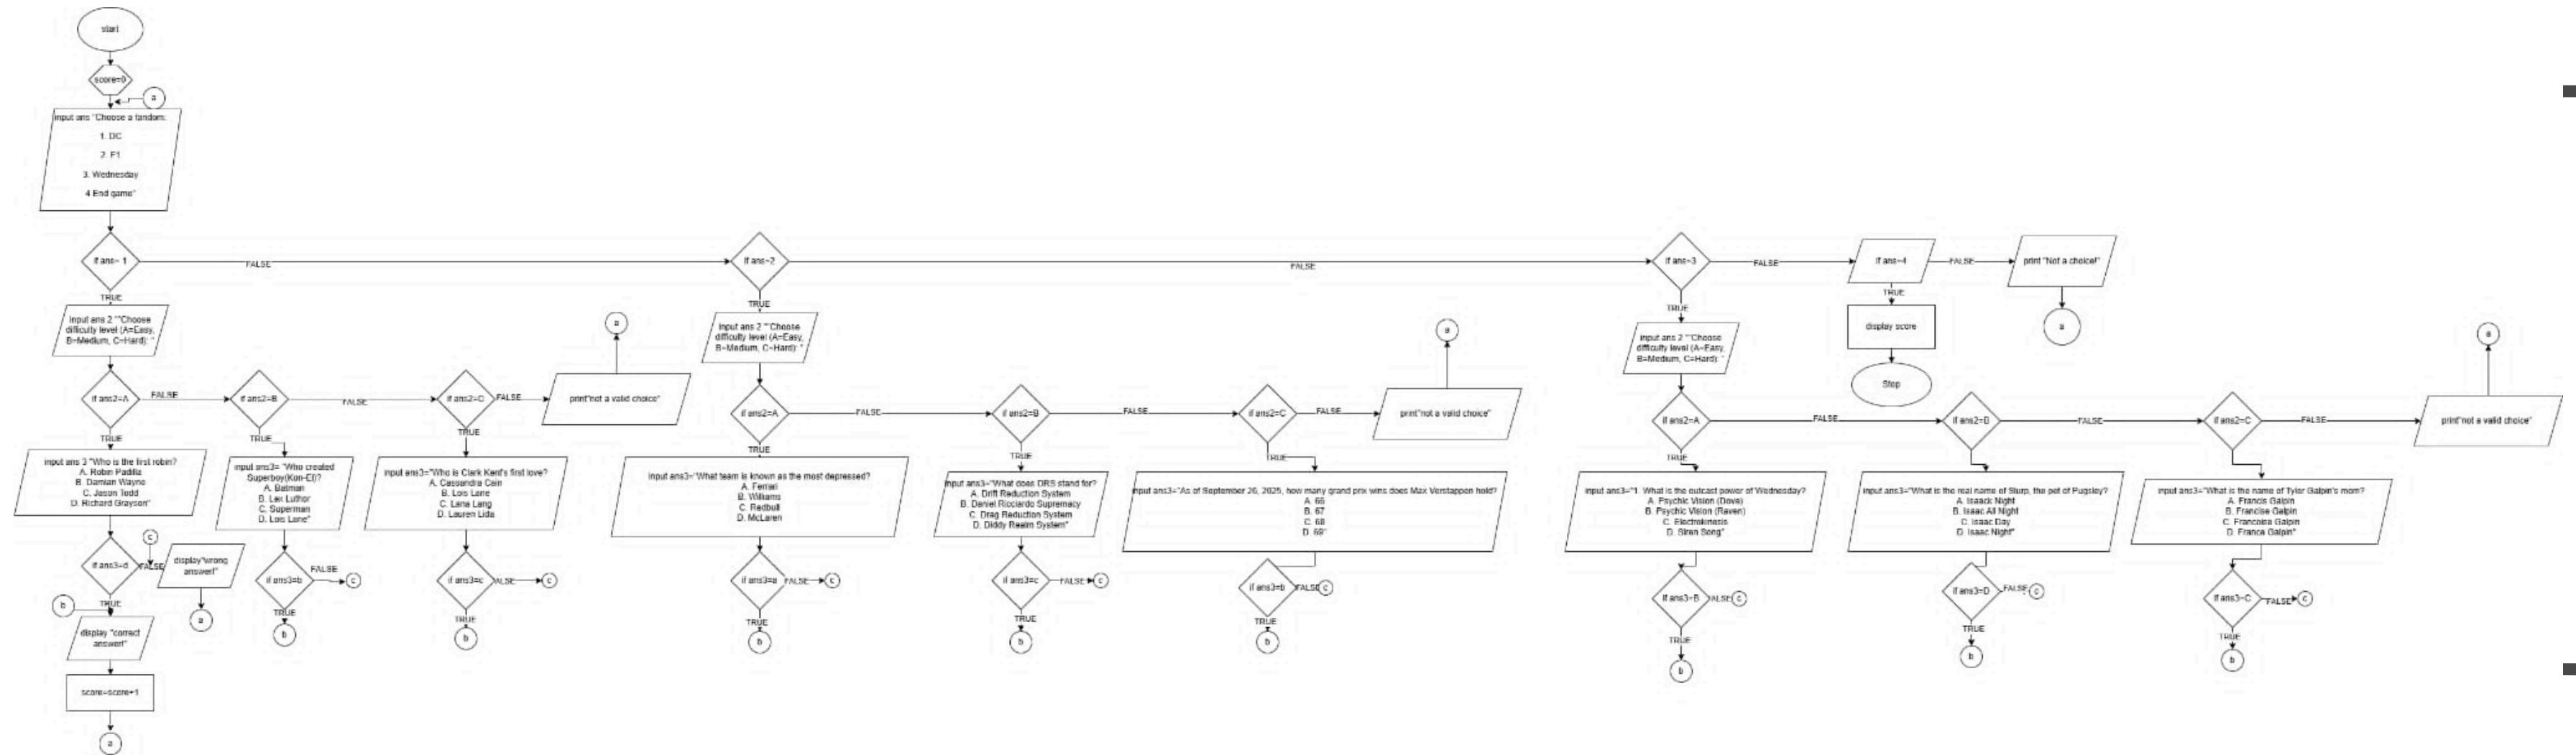 start
score=0
a
input ans "Choose a fandom:
1. DC
2. F1
3. Wednesday
4 End game"
if ans= 1
FALSE
if ans=2
FALSE
if ans=3
FALSE
if ans=4
FALSE
print "Not a choice!"
a
TRUE
display score
Stop
TRUE
input ans 2 ""Choose
difficulty level (A=Easy,
B=Medium, C=Hard): "
if ans2=A
FALSE
if ans2=B
FALSE
if ans2=C
FALSE
print"not a valid choice"
a
TRUE
input ans 3 "Who is the first robin?
A. Robin Padilla
B. Damian Wayne
C. Jason Todd
D. Richard Grayson"
if ans3=d
FALSE
c
display"wrong
answer!"
a
TRUE
b
display "correct
answer!"
score=score+1
a
TRUE
input ans3= "Who created
Superboy(Kon-El)?
A. Batman
B. Lex Luthor
C. Superman
D. Lois Lane"
if ans3=b
FALSE
c
TRUE
b
TRUE
input ans3="Who is Clark Kent's first love?
A. Cassandra Cain
B. Lois Lane
C. Lana Lang
D. Lauren Lida
if ans3=c
ALSE
c
TRUE
b
TRUE
input ans 2 ""Choose
difficulty level (A=Easy,
B=Medium, C=Hard): "
if ans2=A
FALSE
if ans2=B
FALSE
if ans2=C
FALSE
print"not a valid choice"
a
TRUE
input ans3="What team is known as the most depressed?
A. Ferrari
B. Williams
C. Redbull
D. McLaren
if ans3=a
FALSE
c
TRUE
b
TRUE
input ans3="What does DRS stand for?
A. Drift Reduction System
B. Daniel Ricciardo Supremacy
C. Drag Reduction System
D. Diddy Realm System"
if ans3=c
FALSE
c
TRUE
b
TRUE
input ans3="As of September 26, 2025, how many grand prix wins does Max Verstappen hold?
A. 66
B. 67
C. 68
D. 69"
if ans3=b
FALSE
c
TRUE
b
TRUE
input ans 2 ""Choose
difficulty level (A=Easy,
B=Medium, C=Hard): "
if ans2=A
FALSE
if ans2=B
FALSE
if ans2=C
FALSE
print"not a valid choice"
a
TRUE
input ans3="1. What is the outcast power of Wednesday?
A. Psychic Vision (Dove)
B. Psychic Vision (Raven)
C. Electrokinesis
D. Siren Song"
if ans3=B
ALSE
c
TRUE
b
input ans3="What is the real name of Slurp, the pet of Pugsley?
A. Isaack Night
B. Isaac All Night
C. Isaac Day
D. Isaac Night"
if ans3=D
FALSE
c
TRUE
b
input ans3="What is the name of Tyler Galpin's mom?
A. Francis Galpin
B. Francise Galpin
C. Francoise Galpin
D. France Galpin"
if ans3=C
FALSE
c
TRUE
b